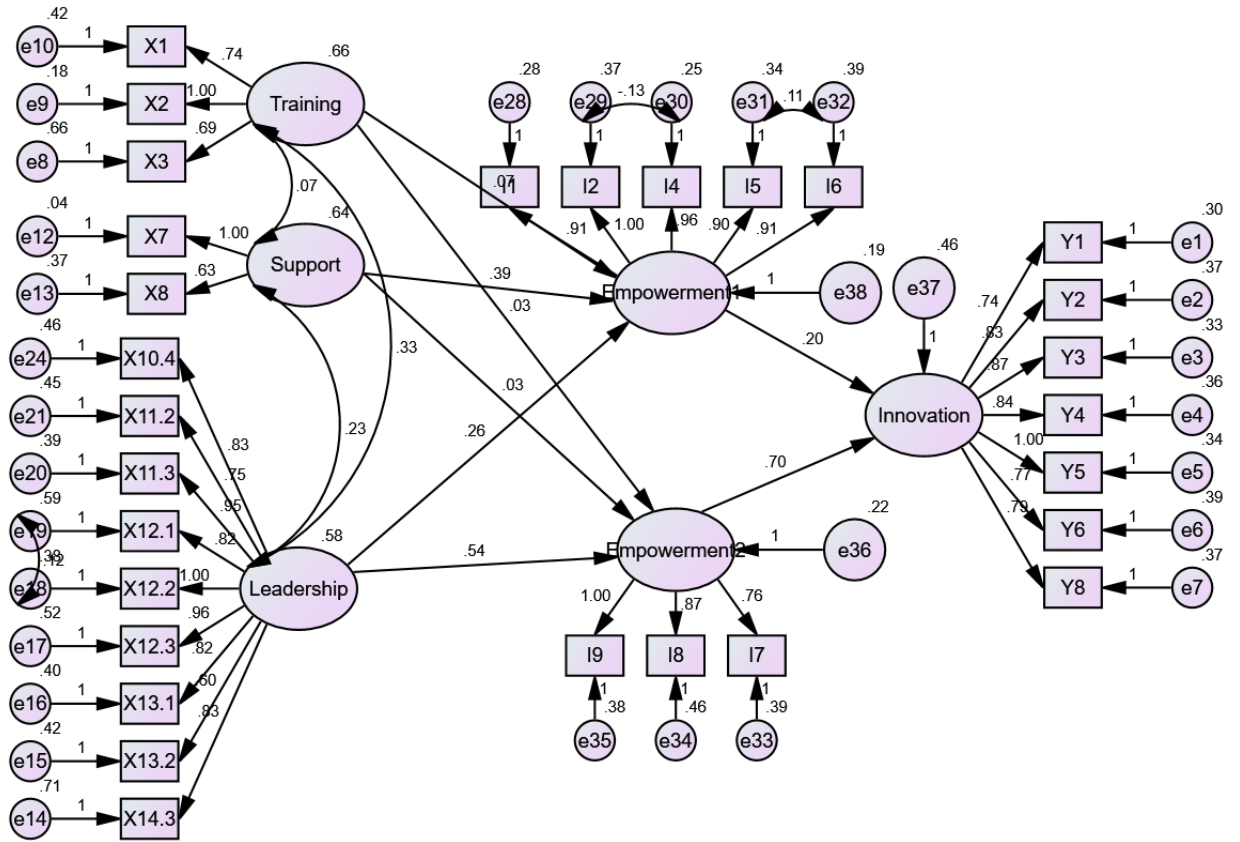 .42
e10 1 X1
.74
.18
e9 1 X2 1.00
.66
e8 1 X3 .69
.66
Training
.07
.04
e12 1 X7 1.00
.37
e13 1 X8 .63
.64
Support
.33
.23
.46
e24 1 X10.4
.83
.45
e21 1 X11.2
.75
.39
e20 1 X11.3
.95
.59
e19 1 X12.1
.82
.38
.12
e18 1 X12.2 1.00
.52
e17 1 X12.3 .96
.40
e16 1 X13.1 .82
.42
e15 1 X13.2 .60
.71
e14 1 X14.3 .83
.58
Leadership
.28 .37 -.13 .25 .34 .11 .39
e28 e29 e30 e31 e32
1 1 1 1 1
I1 I2 I4 I5 I6
.07
.91 1.00 .96 .90 .91
.39
.03
.03
.26
.54
Empowerment1
1
.19
e38
.46
e37
1
.20
.70
Innovation
Empowerment2
1
.22
e36
1.00 .87 .76
I9 I8 I7
1 1 1
.38 .46 .39
e35 e34 e33
.74 Y1 1 e1 .30
.83 Y2 1 e2 .37
.87 Y3 1 e3 .33
.84 Y4 1 e4 .36
1.00 Y5 1 e5 .34
.77 Y6 1 e6 .39
.79 Y8 1 e7 .37